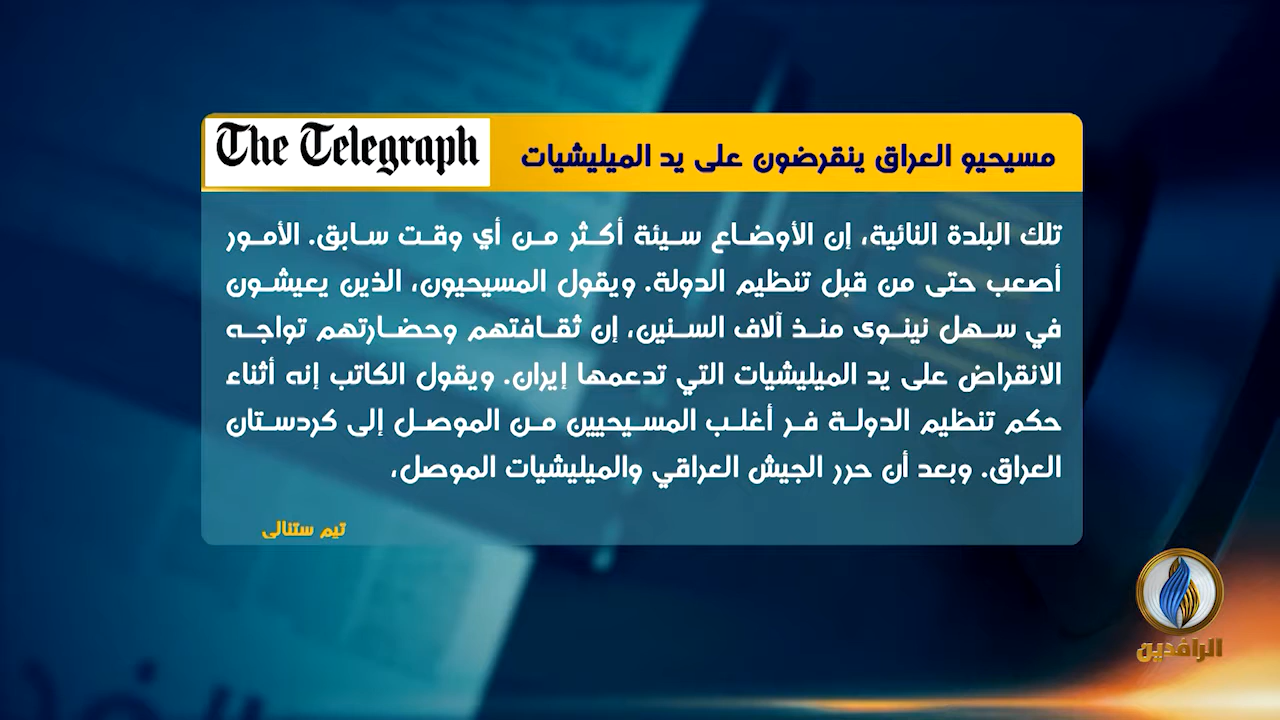 The Telegraph
مسيحيو العراق ينقرضون على يد الميليشيات
تلك البلدة النائية، إن الأوضاع سيئة أكثر من أي وقت سابق. الأمور
أصعب حتى من قبل تنظيم الدولة. ويقول المسيحيون، الذين يعيشون
في سهل نينوى منذ آلاف السنين، إن ثقافتهم وحضارتهم تواجه
الانقراض على يد الميليشيات التي تدعمها إيران. ويقول الكاتب إنه أثناء
حكم تنظيم الدولة فر أغلب المسيحيين من الموصل إلى كردستان
العراق. وبعد أن حرر الجيش العراقي والميليشيات الموصل،
تيم ستنالى
الرافدين